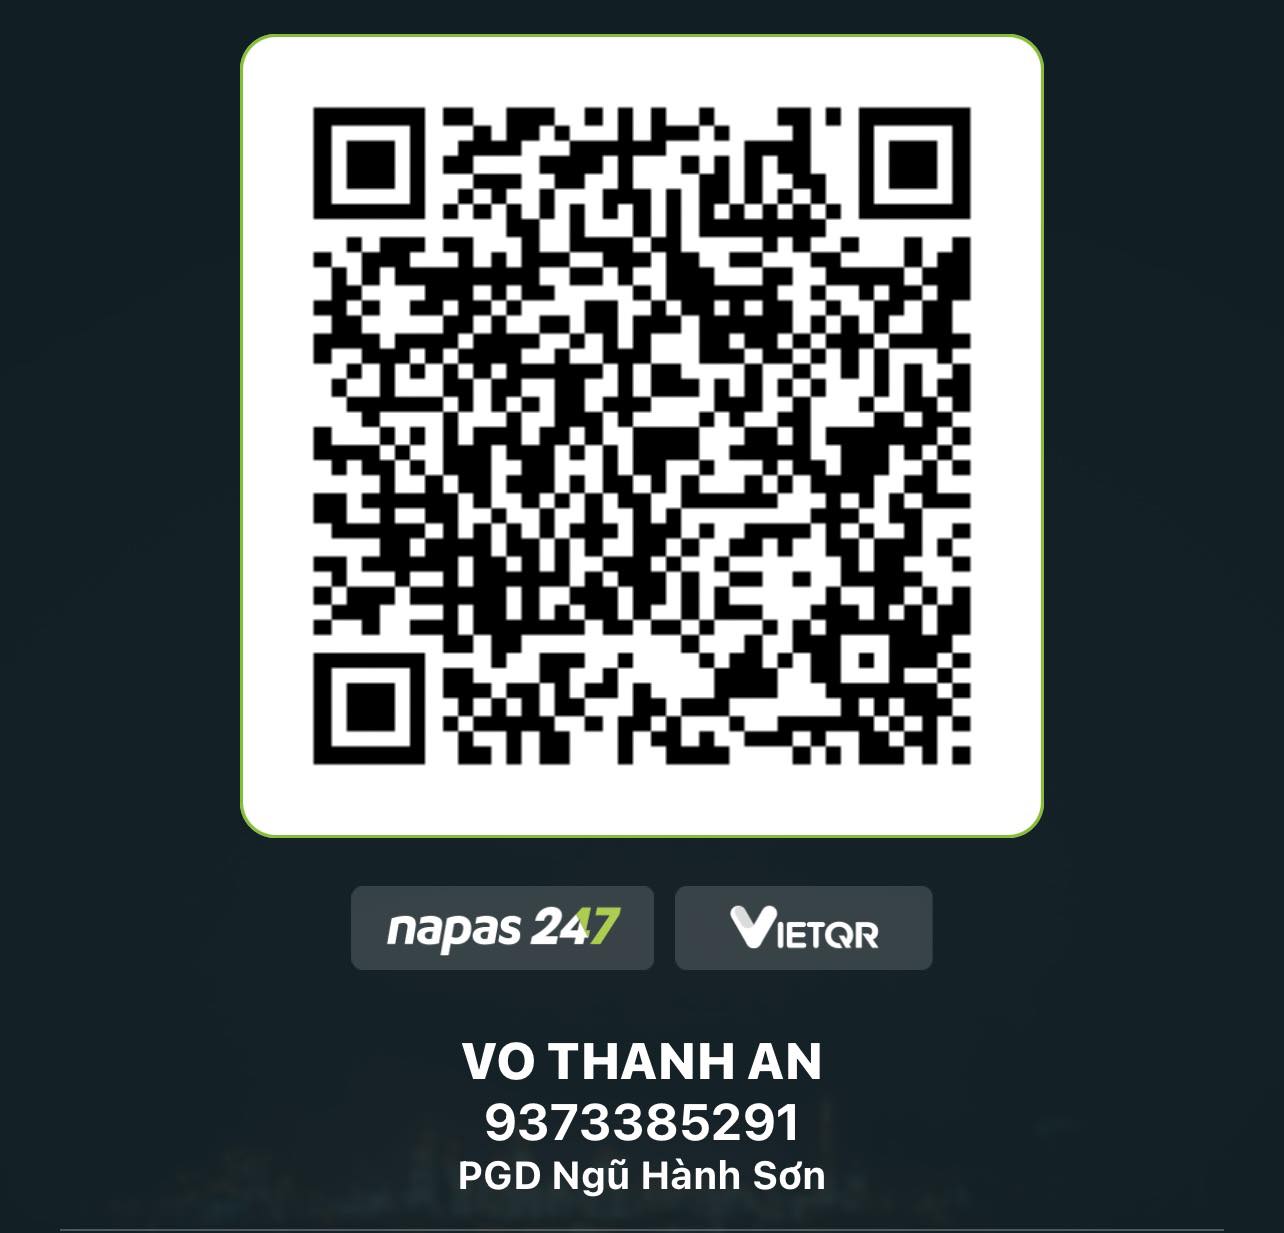 napas 247
VIETQR
VO THANH AN
9373385291
PGD Ngũ Hành Sơn